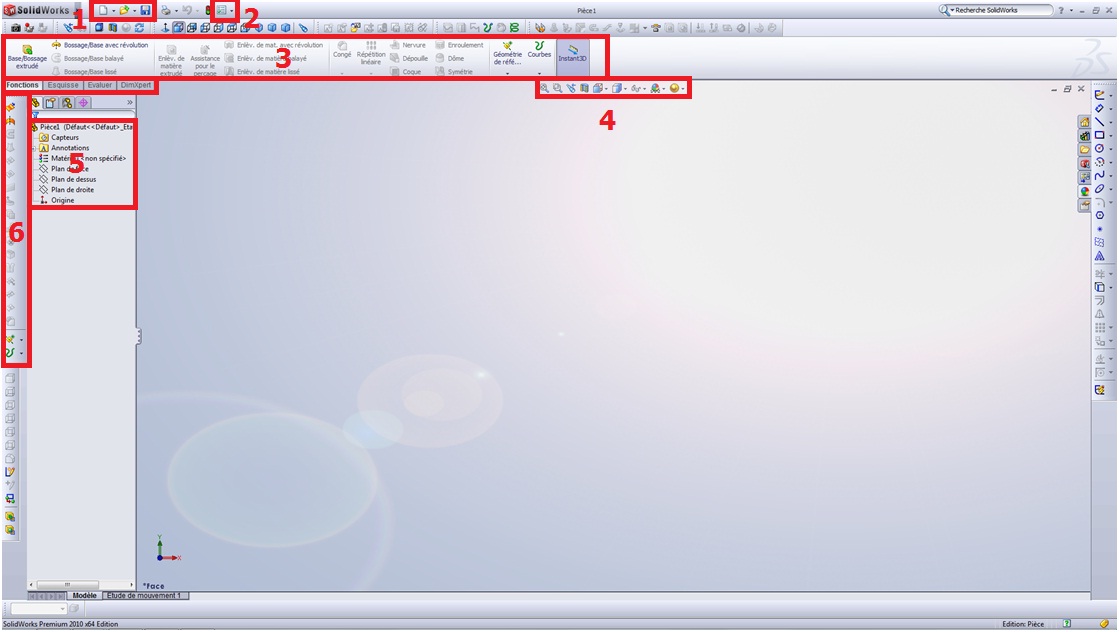 SolidWorks
Pièce1
Recherche SolidWorks
1
2
Base/Bossage extrudé
Bossage/Base avec révolution
Bossage/Base balayé
Bossage/Base lissé
Enlèv. de matière extrudé
Assistance pour le perçage
Enlèv. de mat. avec révolution
Enlèv. de matière balayé
Enlèv. de matière lissé
3
Congé
Répétition linéaire
Nervure
Dépouille
Coque
Enroulement
Dôme
Symétrie
Géométrie de réfé...
Courbes
Instant3D
Fonctions
Esquisse
Evaluer
DimXpert
4
Pièce1 (Défaut<<Défaut>_Eta
Capteurs
Annotations
Matériau <non spécifié>
5
Plan de face
Plan de dessus
Plan de droite
Origine
6
Y
X
*Face
Modèle
Etude de mouvement 1
SolidWorks Premium 2010 x64 Edition
Edition: Pièce